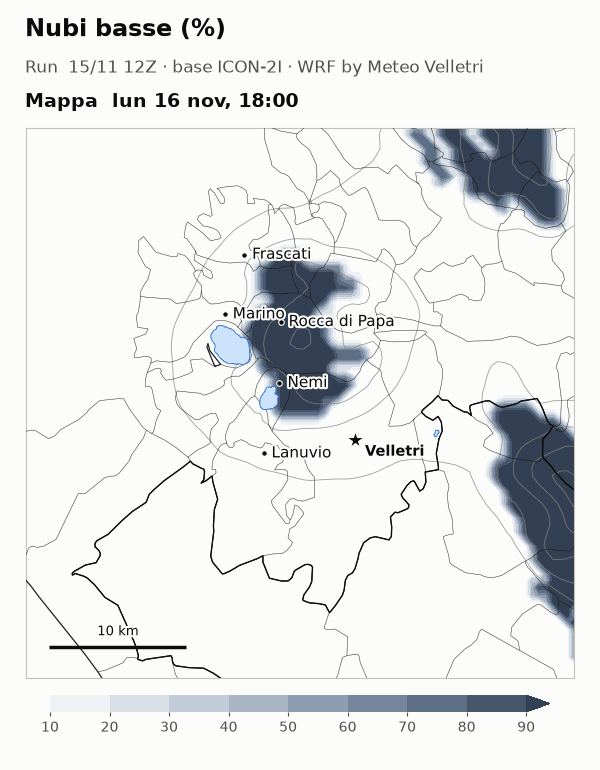 Nubi basse (%)
Run  15/11 12Z · base ICON-2I · WRF by Meteo Velletri
Mappa  lun 16 nov, 18:00
Frascati
Marino
Rocca di Papa
Nemi
Velletri
Lanuvio
10 km
10 20 30 40 50 60 70 80 90